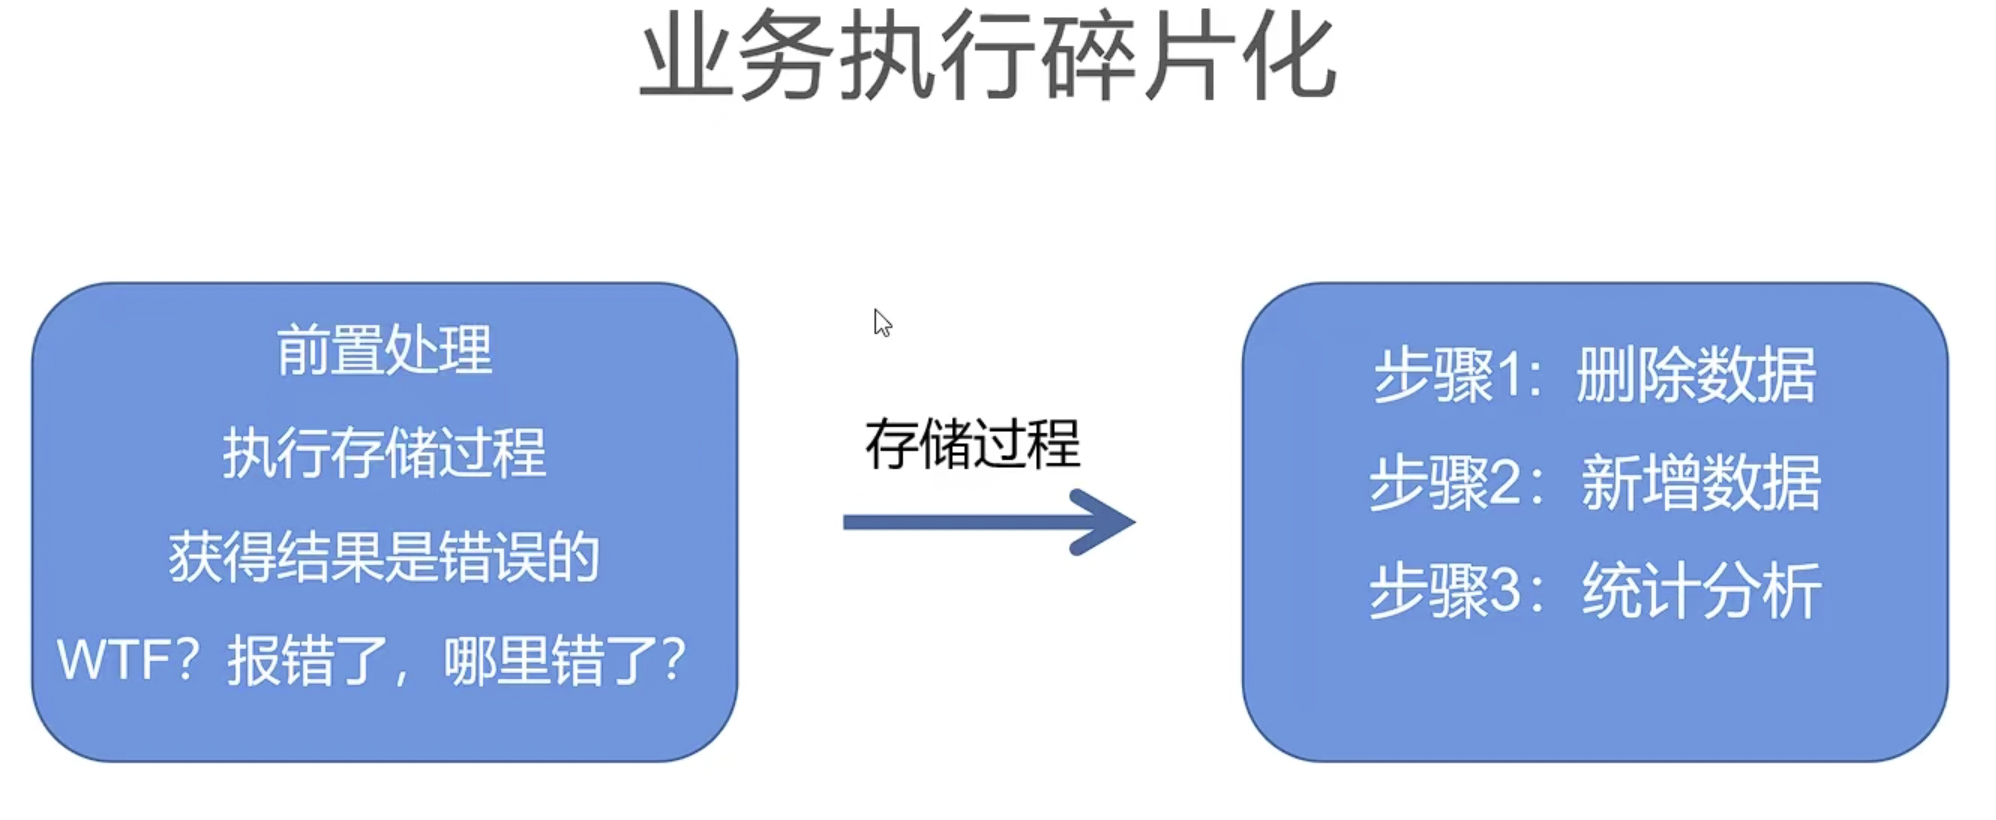 业务执行碎片化
前置处理
执行存储过程
获得结果是错误的
WTF？报错了，哪里错了？
存储过程
步骤1：删除数据
步骤2：新增数据
步骤3：统计分析